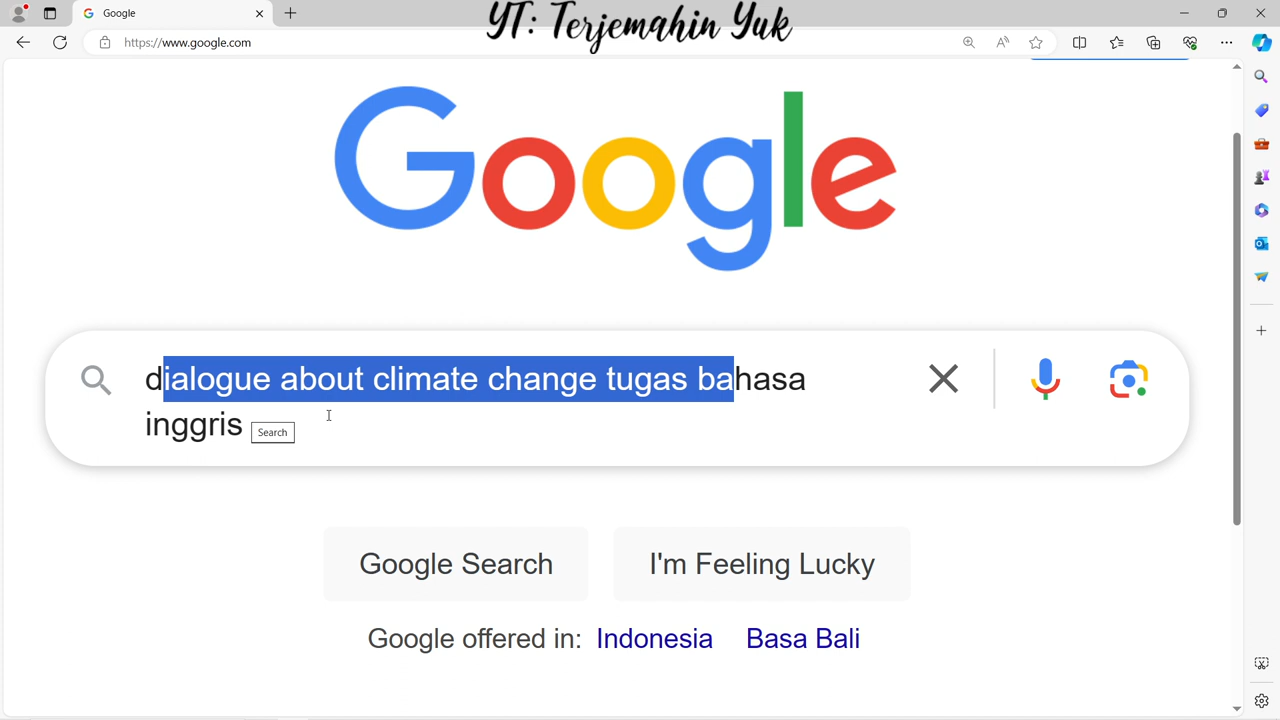 YT: Terjemahin Yuk
Google
https://www.google.com
Google
dialogue about climate change tugas bahasa
inggris
Search
Google Search
I'm Feeling Lucky
Google offered in: Indonesia Basa Bali